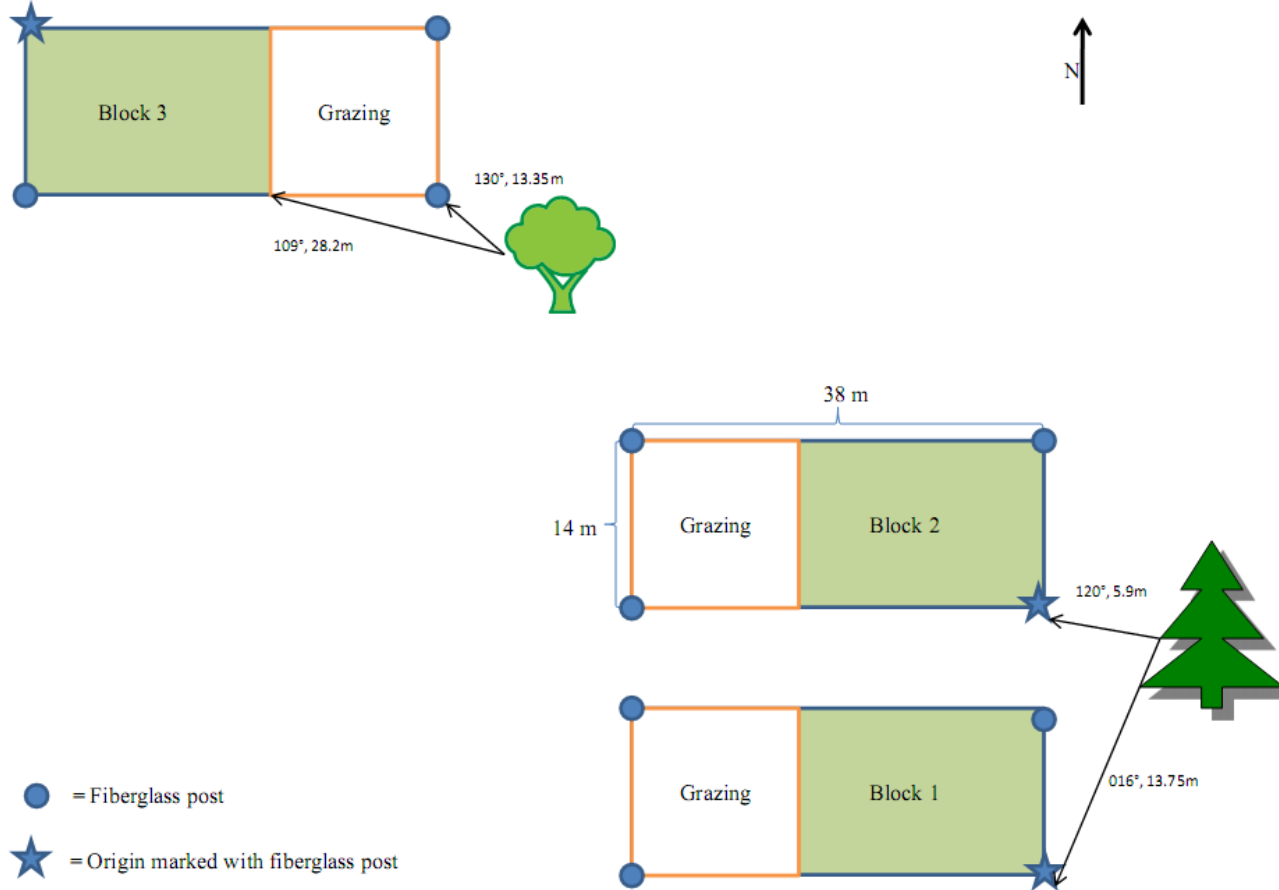 N
Block 3
Grazing
130°, 13.35m
109°, 28.2m
38 m
14 m
Grazing
Block 2
120°, 5.9m
Grazing
Block 1
016°, 13.75m
= Fiberglass post
= Origin marked with fiberglass post